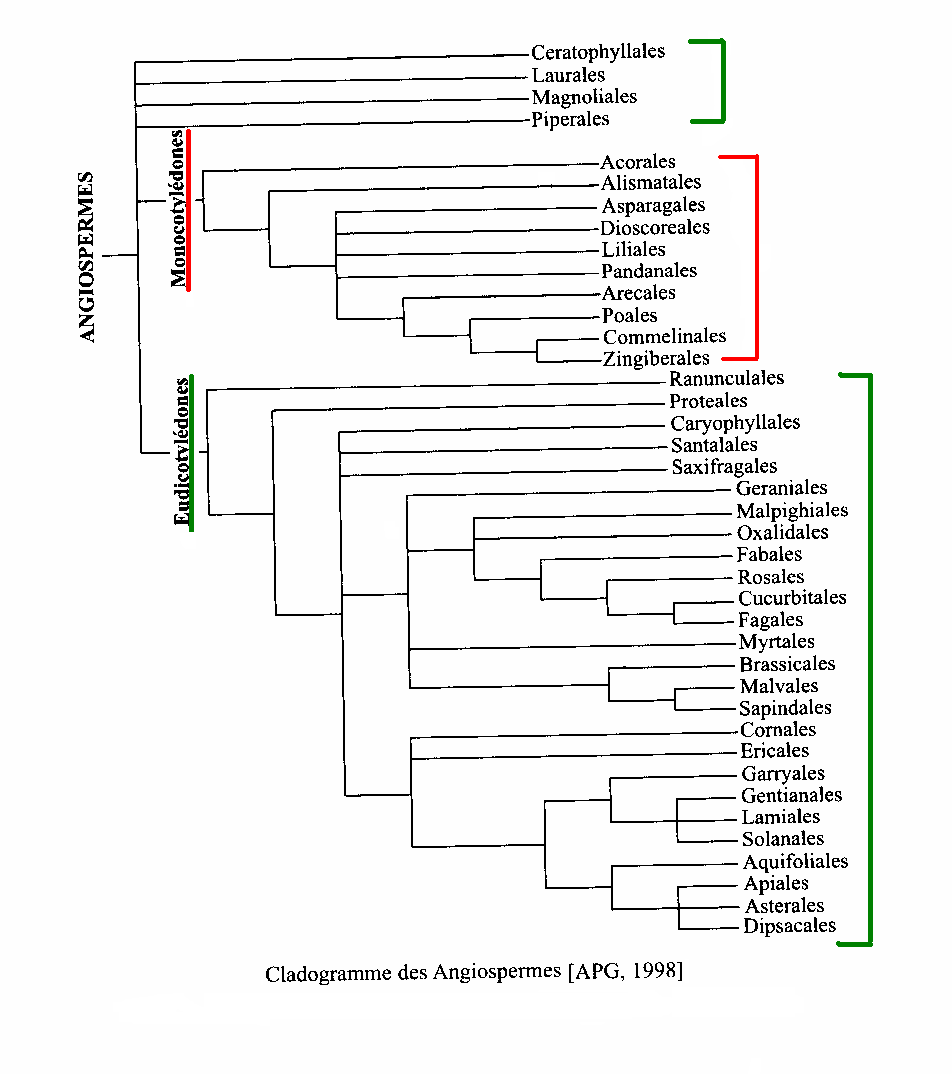 Ceratophyllales
Laurales
Magnoliales
Piperales
ANGIOSPERMES
Monocotylédones
Acorales
Alismatales
Asparagales
Dioscoreales
Liliales
Pandanales
Arecales
Poales
Commelinales
Zingiberales
Eudicotylédones
Ranunculales
Proteales
Caryophyllales
Santalales
Saxifragales
Geraniales
Malpighiales
Oxalidales
Fabales
Rosales
Cucurbitales
Fagales
Myrtales
Brassicales
Malvales
Sapindales
Cornales
Ericales
Garryales
Gentianales
Lamiales
Solanales
Aquifoliales
Apiales
Asterales
Dipsacales
Cladogramme des Angiospermes [APG, 1998]